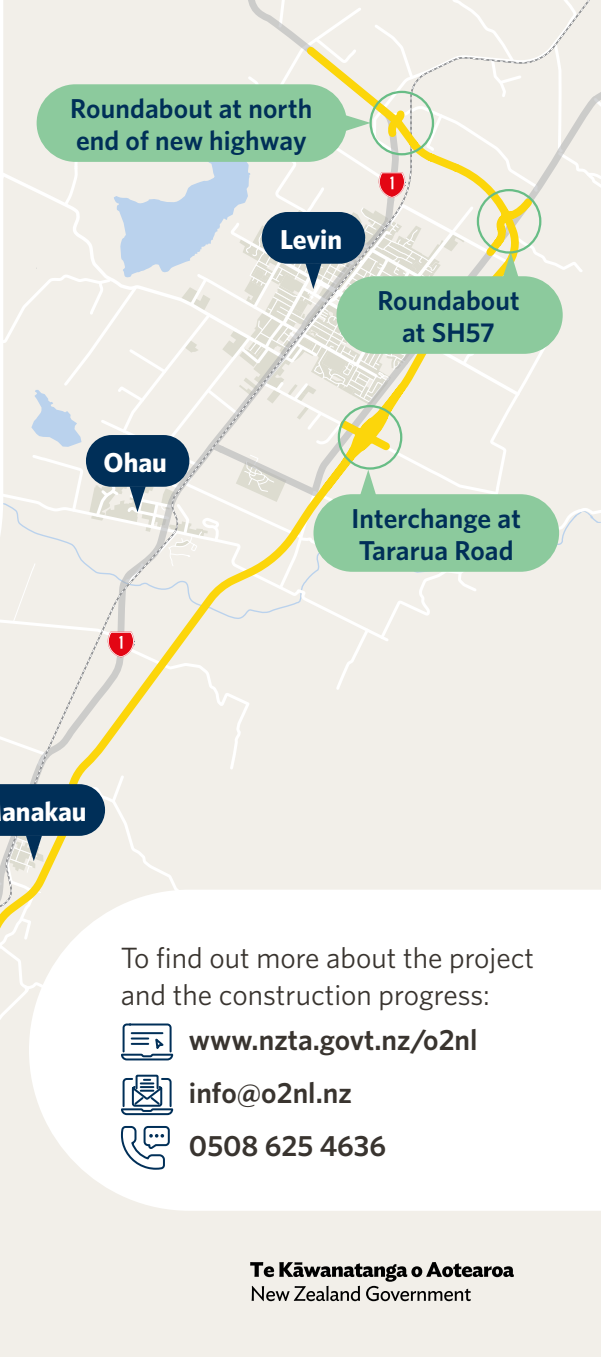 Roundabout at north
end of new highway
1
Levin
Roundabout
at SH57
Ohau
Interchange at
Tararua Road
1
anakau
To find out more about the project
and the construction progress:
www.nzta.govt.nz/o2nl
info@o2nl.nz
0508 625 4636
Te Kāwanatanga o Aotearoa
New Zealand Government